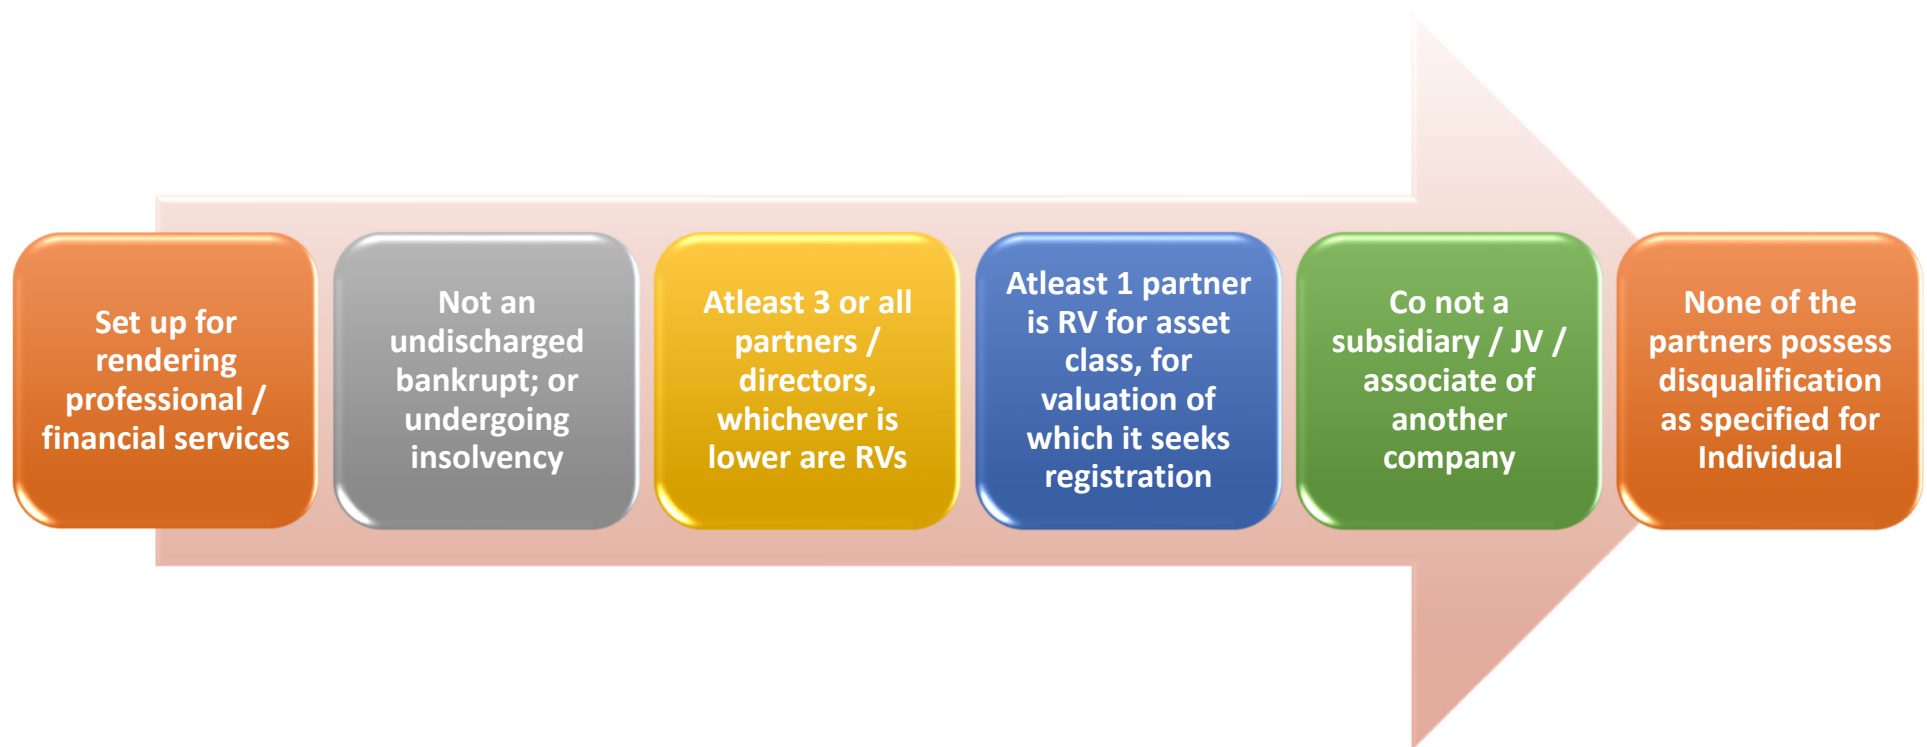 Set up for
rendering
professional /
financial services
Not an
undischarged
bankrupt; or
undergoing
insolvency
Atleast 3 or all
partners /
directors,
whichever is
lower are RVs
Atleast 1 partner
is RV for asset
class, for
valuation of
which it seeks
registration
Co not a
subsidiary / JV /
associate of
another
company
None of the
partners possess
disqualification
as specified for
Individual